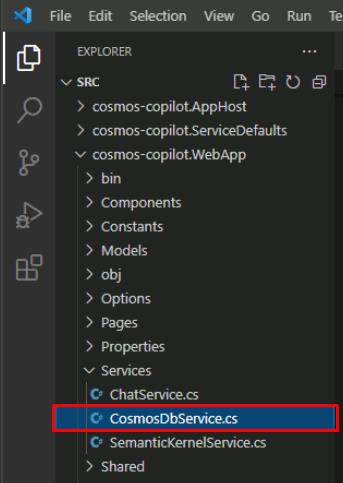 File Edit Selection View Go Run
EXPLORER
SRC
cosmos-copilot.AppHost
cosmos-copilot.ServiceDefaults
cosmos-copilot.WebApp
bin
Components
Constants
Models
obj
Options
Pages
Properties
Services
C# ChatService.cs
C# CosmosDbService.cs
C# SemanticKernelService.cs
Shared